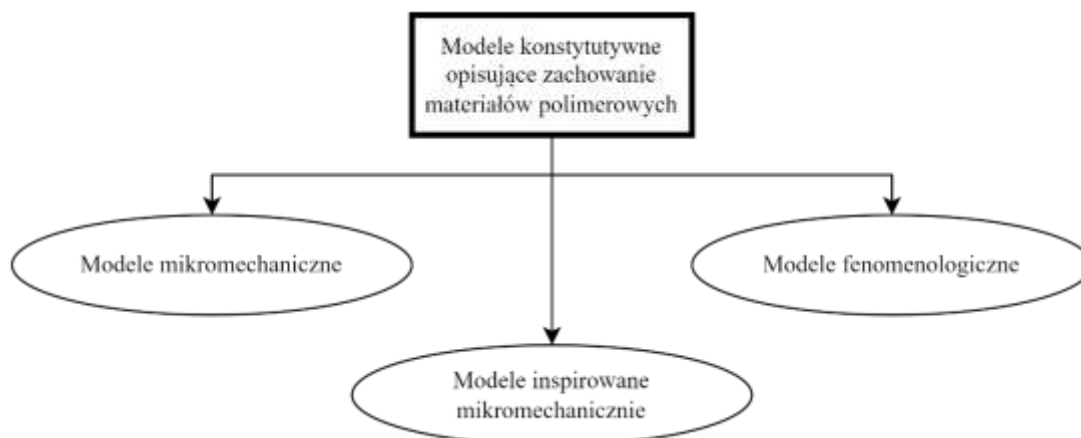 Modele konstytutywne
opisujące zachowanie
materiałów polimerowych
Modele mikromechaniczne
Modele fenomenologiczne
Modele inspirowane
mikromechanicznie